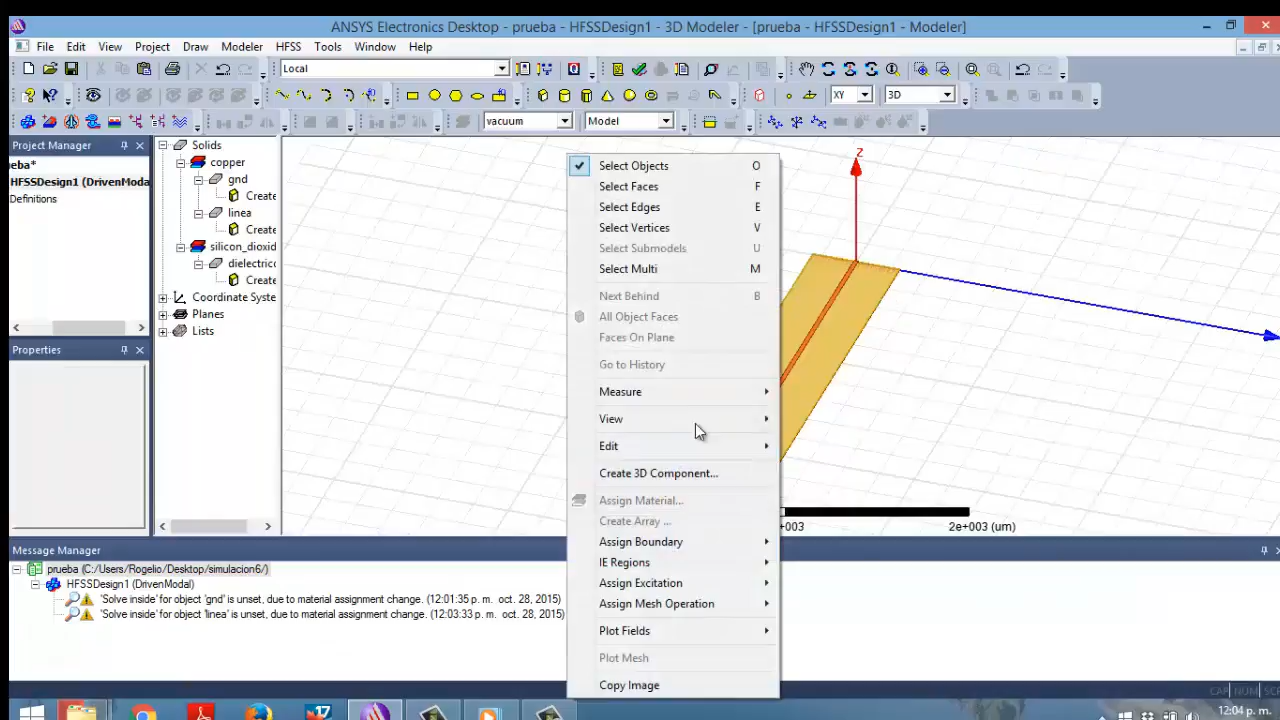 ANSYS Electronics Desktop - prueba - HFSSDesign1 - 3D Modeler - [prueba - HFSSDesign1 - Modeler]
File Edit View Project Draw Modeler HFSS Tools Window Help
Local
XY 3D
vacuum Model
Project Manager
eba*
HFSSDesign1 (DrivenModa
Definitions
Properties
Solids
copper
gnd
Create
linea
Create
silicon_dioxid
dielectric
Create
Coordinate Syste
Planes
Lists
Select Objects O
Select Faces F
Select Edges E
Select Vertices V
Select Submodels U
Select Multi M
Next Behind B
All Object Faces
Faces On Plane
Go to History
Measure
View
Edit
Create 3D Component...
Assign Material...
Create Array ...
Assign Boundary
IE Regions
Assign Excitation
Assign Mesh Operation
Plot Fields
Plot Mesh
Copy Image
Z
+003 2e+003 (um)
Message Manager
prueba (C:/Users/Rogelio/Desktop/simulacion6/)
HFSSDesign1 (DrivenModal)
'Solve inside' for object 'gnd' is unset, due to material assignment change. (12:01:35 p. m. oct. 28, 2015)
'Solve inside' for object 'linea' is unset, due to material assignment change. (12:03:33 p. m. oct. 28, 2015)
CAP NUM SCR
17
12:04 p. m.